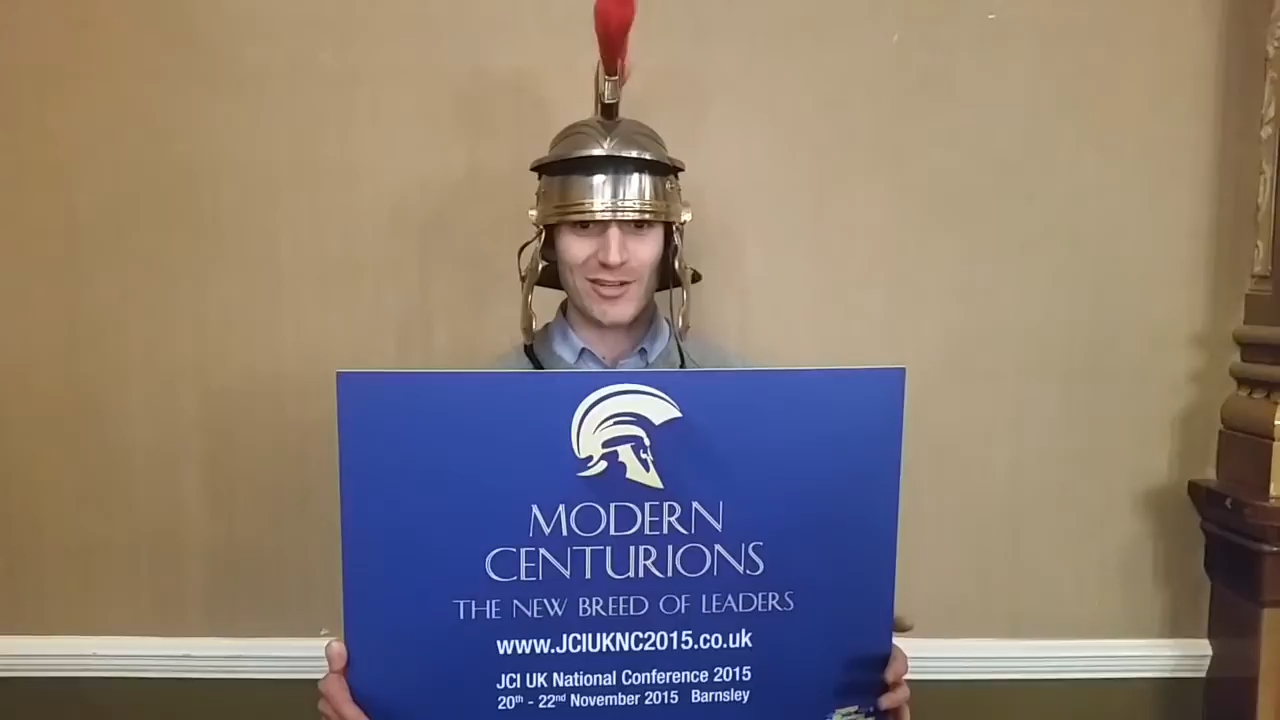 MODERN
CENTURIONS
THE NEW BREED OF LEADERS
www.JCIUKNC2015.co.uk
JCI UK National Conference 2015
20th - 22nd November 2015 Barnsley